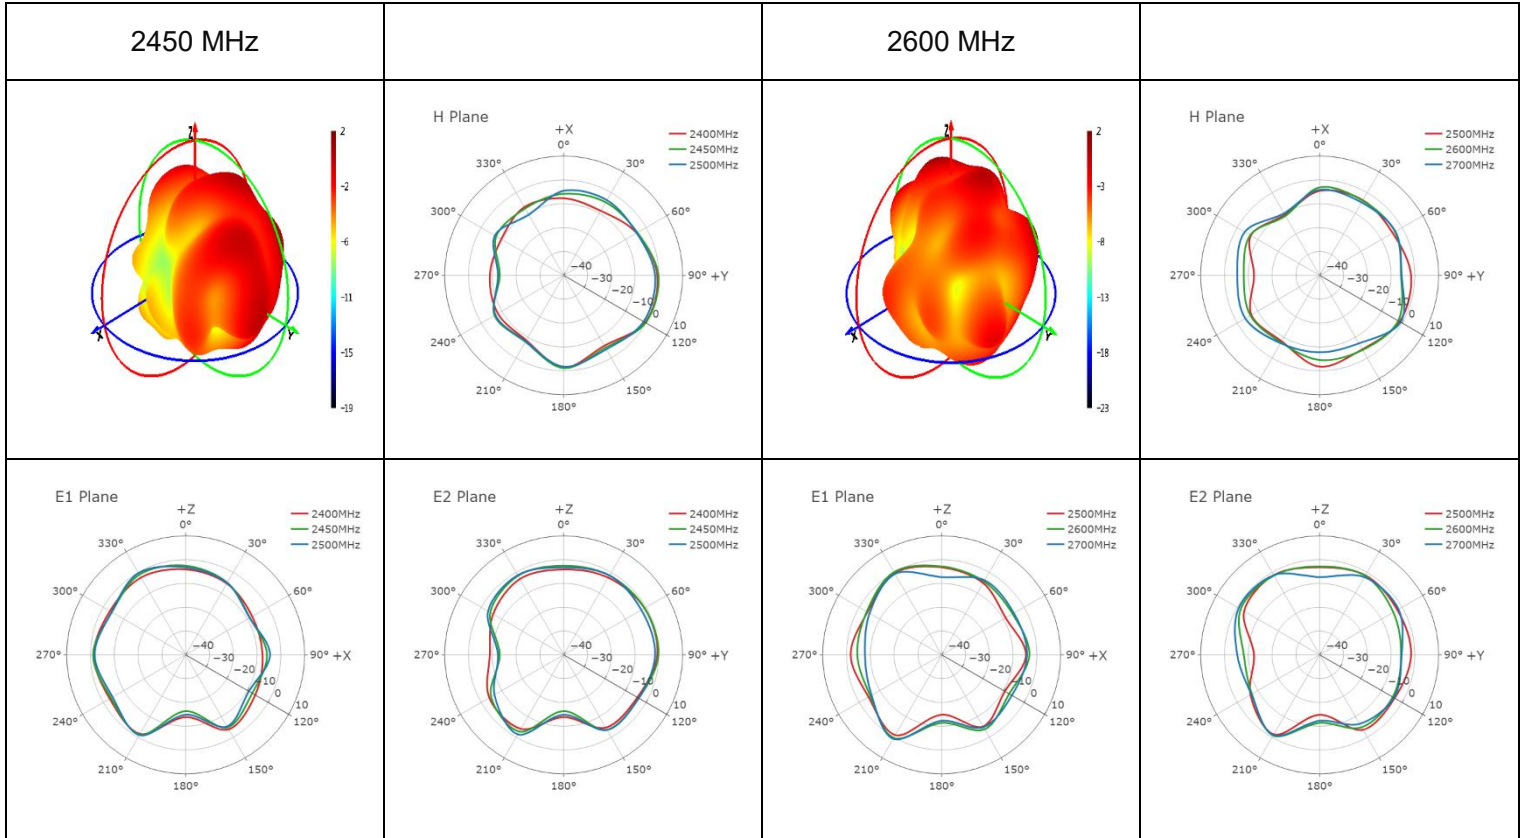 2450 MHz
2600 MHz
Z
X
Y
2
-2
-6
-11
-15
-19
H Plane
+X
0°
30°
60°
90° +Y
120°
150°
180°
210°
240°
270°
300°
330°
−40
−30
−20
−10
0
10
2400MHz
2450MHz
2500MHz
Z
X
Y
2
-3
-8
-13
-18
-23
H Plane
+X
0°
30°
60°
90° +Y
120°
150°
180°
210°
240°
270°
300°
330°
−40
−30
−20
−10
0
10
2500MHz
2600MHz
2700MHz
E1 Plane
+Z
0°
30°
60°
90° +X
120°
150°
180°
210°
240°
270°
300°
330°
−40
−30
−20
−10
0
10
2400MHz
2450MHz
2500MHz
E2 Plane
+Z
0°
30°
60°
90° +Y
120°
150°
180°
210°
240°
270°
300°
330°
−40
−30
−20
−10
0
10
2400MHz
2450MHz
2500MHz
E1 Plane
+Z
0°
30°
60°
90° +X
120°
150°
180°
210°
240°
270°
300°
330°
−40
−30
−20
−10
0
10
2500MHz
2600MHz
2700MHz
E2 Plane
+Z
0°
30°
60°
90° +Y
120°
150°
180°
210°
240°
270°
300°
330°
−40
−30
−20
−10
0
10
2500MHz
2600MHz
2700MHz